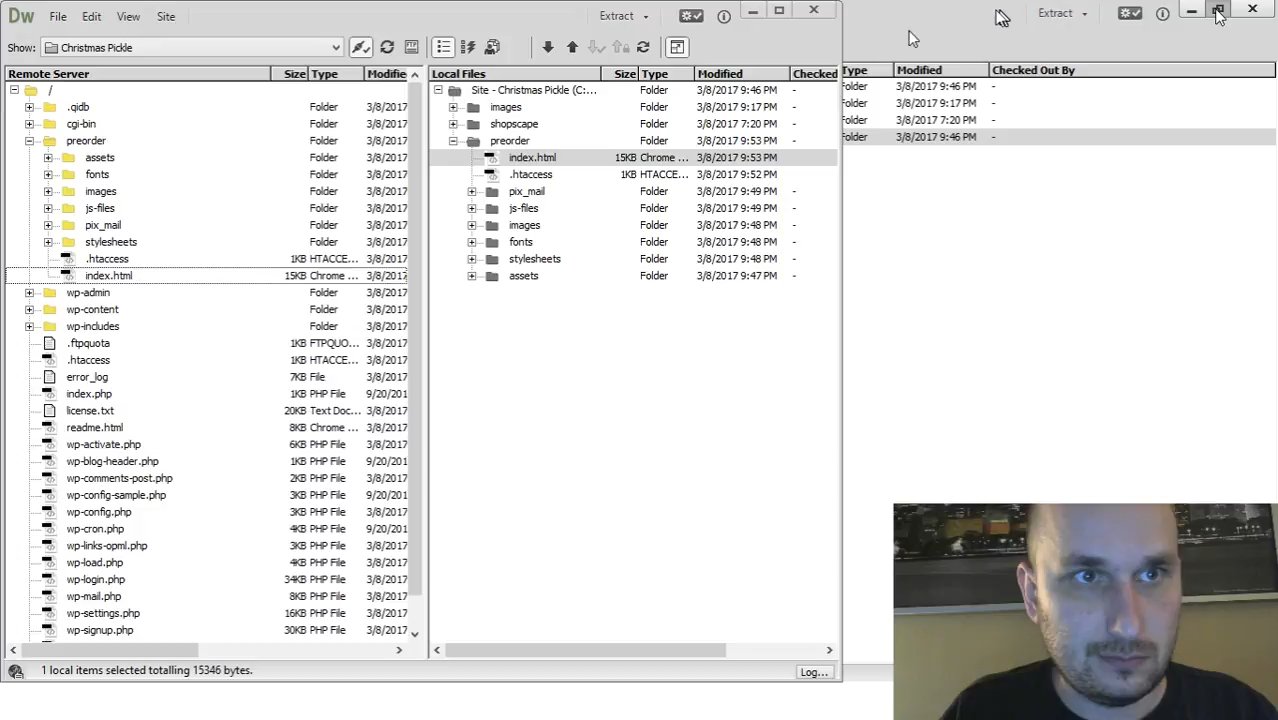 Dw File Edit View Site Extract
Show: Christmas Pickle
Remote Server Size Type Modifie
/
.qidb Folder 3/8/2017
cgi-bin Folder 3/8/2017
preorder Folder 3/8/2017
assets Folder 3/8/2017
fonts Folder 3/8/2017
images Folder 3/8/2017
js-files Folder 3/8/2017
pix_mail Folder 3/8/2017
stylesheets Folder 3/8/2017
.htaccess 1KB HTACCE... 3/8/2017
index.html 15KB Chrome ... 3/8/2017
wp-admin Folder 3/8/2017
wp-content Folder 3/8/2017
wp-includes Folder 3/8/2017
.ftpquota 1KB FTPQUO... 3/8/2017
.htaccess 1KB HTACCE... 3/8/2017
error_log 7KB File 3/8/2017
index.php 1KB PHP File 9/20/201
license.txt 20KB Text Doc... 3/8/2017
readme.html 8KB Chrome ... 3/8/2017
wp-activate.php 6KB PHP File 3/8/2017
wp-blog-header.php 1KB PHP File 9/20/201
wp-comments-post.php 2KB PHP File 3/8/2017
wp-config-sample.php 3KB PHP File 9/20/201
wp-config.php 3KB PHP File 3/8/2017
wp-cron.php 4KB PHP File 9/20/201
wp-links-opml.php 3KB PHP File 3/8/2017
wp-load.php 4KB PHP File 3/8/2017
wp-login.php 34KB PHP File 3/8/2017
wp-mail.php 8KB PHP File 3/8/2017
wp-settings.php 16KB PHP File 3/8/2017
wp-signup.php 30KB PHP File 3/8/2017
Local Files Size Type Modified Checked
Site - Christmas Pickle (C:... Folder 3/8/2017 9:46 PM -
images Folder 3/8/2017 9:17 PM -
shopscape Folder 3/8/2017 7:20 PM -
preorder Folder 3/8/2017 9:53 PM -
index.html 15KB Chrome ... 3/8/2017 9:53 PM -
.htaccess 1KB HTACCE... 3/8/2017 9:52 PM
pix_mail Folder 3/8/2017 9:49 PM -
js-files Folder 3/8/2017 9:49 PM -
images Folder 3/8/2017 9:48 PM -
fonts Folder 3/8/2017 9:48 PM -
stylesheets Folder 3/8/2017 9:48 PM -
assets Folder 3/8/2017 9:47 PM -
1 local items selected totalling 15346 bytes. Log...
Extract
Type Modified Checked Out By
Folder 3/8/2017 9:46 PM -
Folder 3/8/2017 9:17 PM -
Folder 3/8/2017 7:20 PM -
Folder 3/8/2017 9:46 PM -